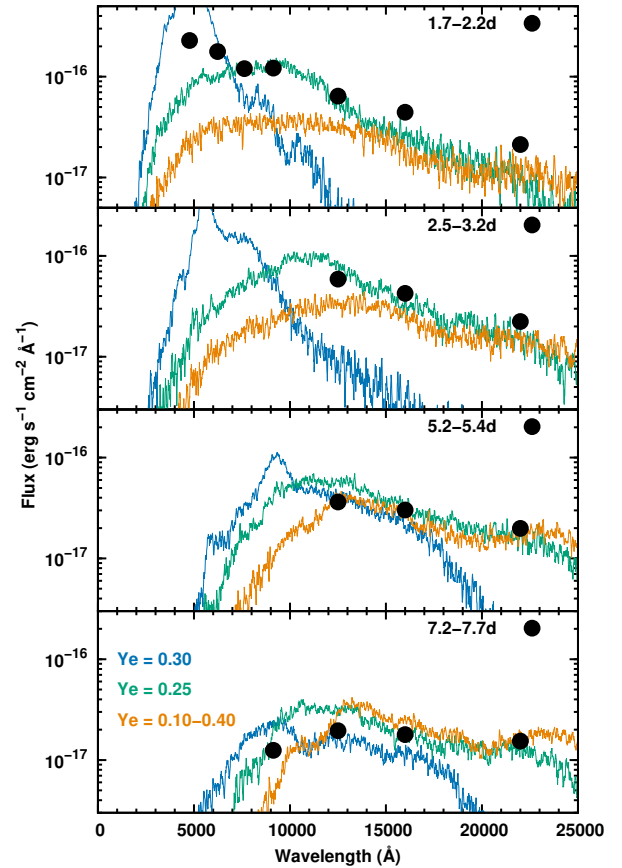 1.7−2.2d
10⁻¹⁶
10⁻¹⁷
2.5−3.2d
10⁻¹⁶
10⁻¹⁷
Flux (erg s⁻¹ cm⁻² Å⁻¹)
5.2−5.4d
10⁻¹⁶
10⁻¹⁷
7.2−7.7d
10⁻¹⁶
Ye = 0.30
Ye = 0.25
Ye = 0.10−0.40
10⁻¹⁷
0 5000 10000 15000 20000 25000
Wavelength (Å)